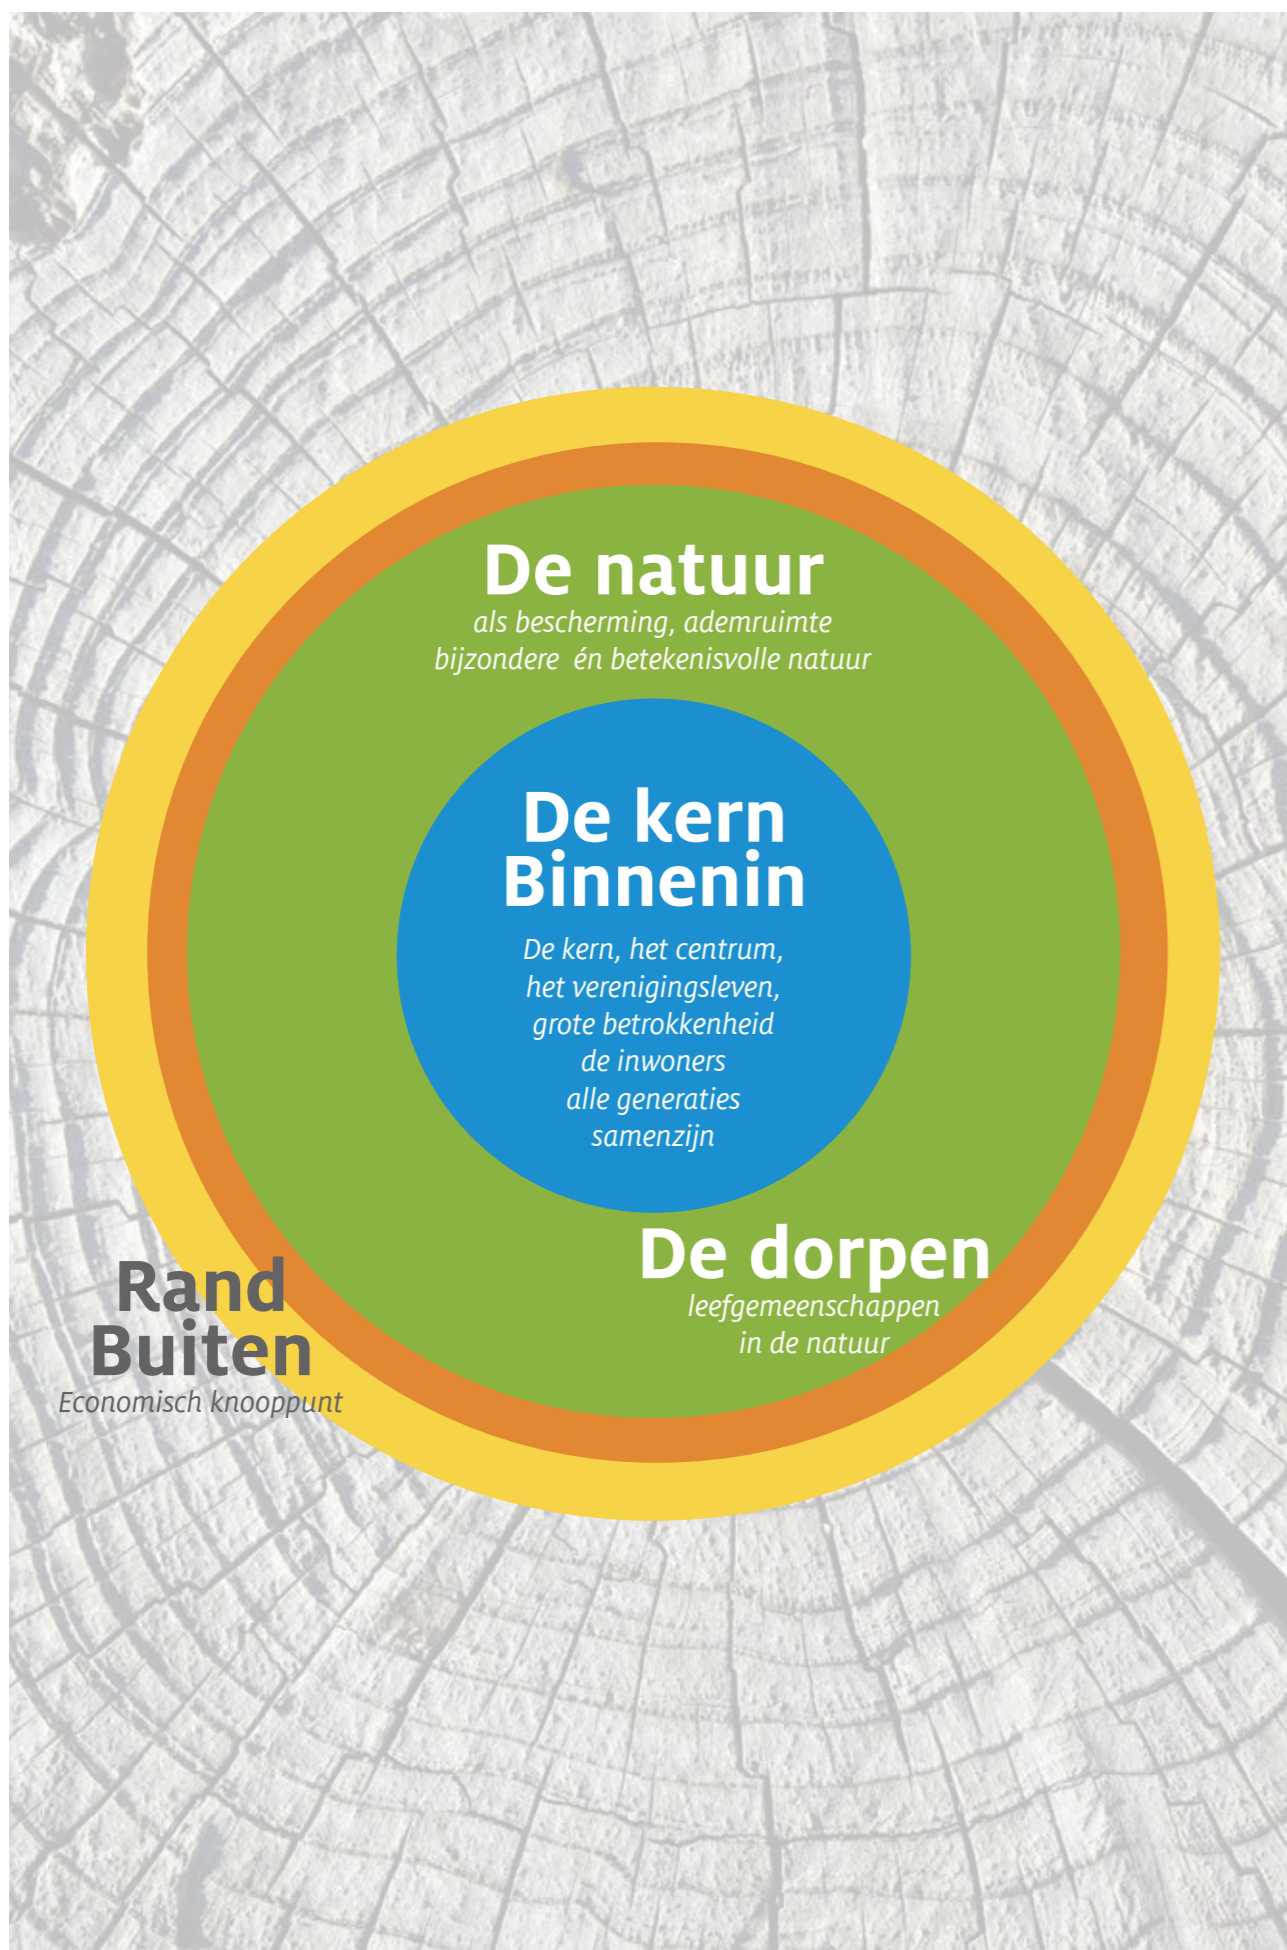 De natuur
als bescherming, ademruimte
bijzondere én betekenisvolle natuur
De kern
Binnenin
De kern, het centrum,
het verenigingsleven,
grote betrokkenheid
de inwoners
alle generaties
samenzijn
De dorpen
leefgemeenschappen
in de natuur
Rand
Buiten
Economisch knooppunt